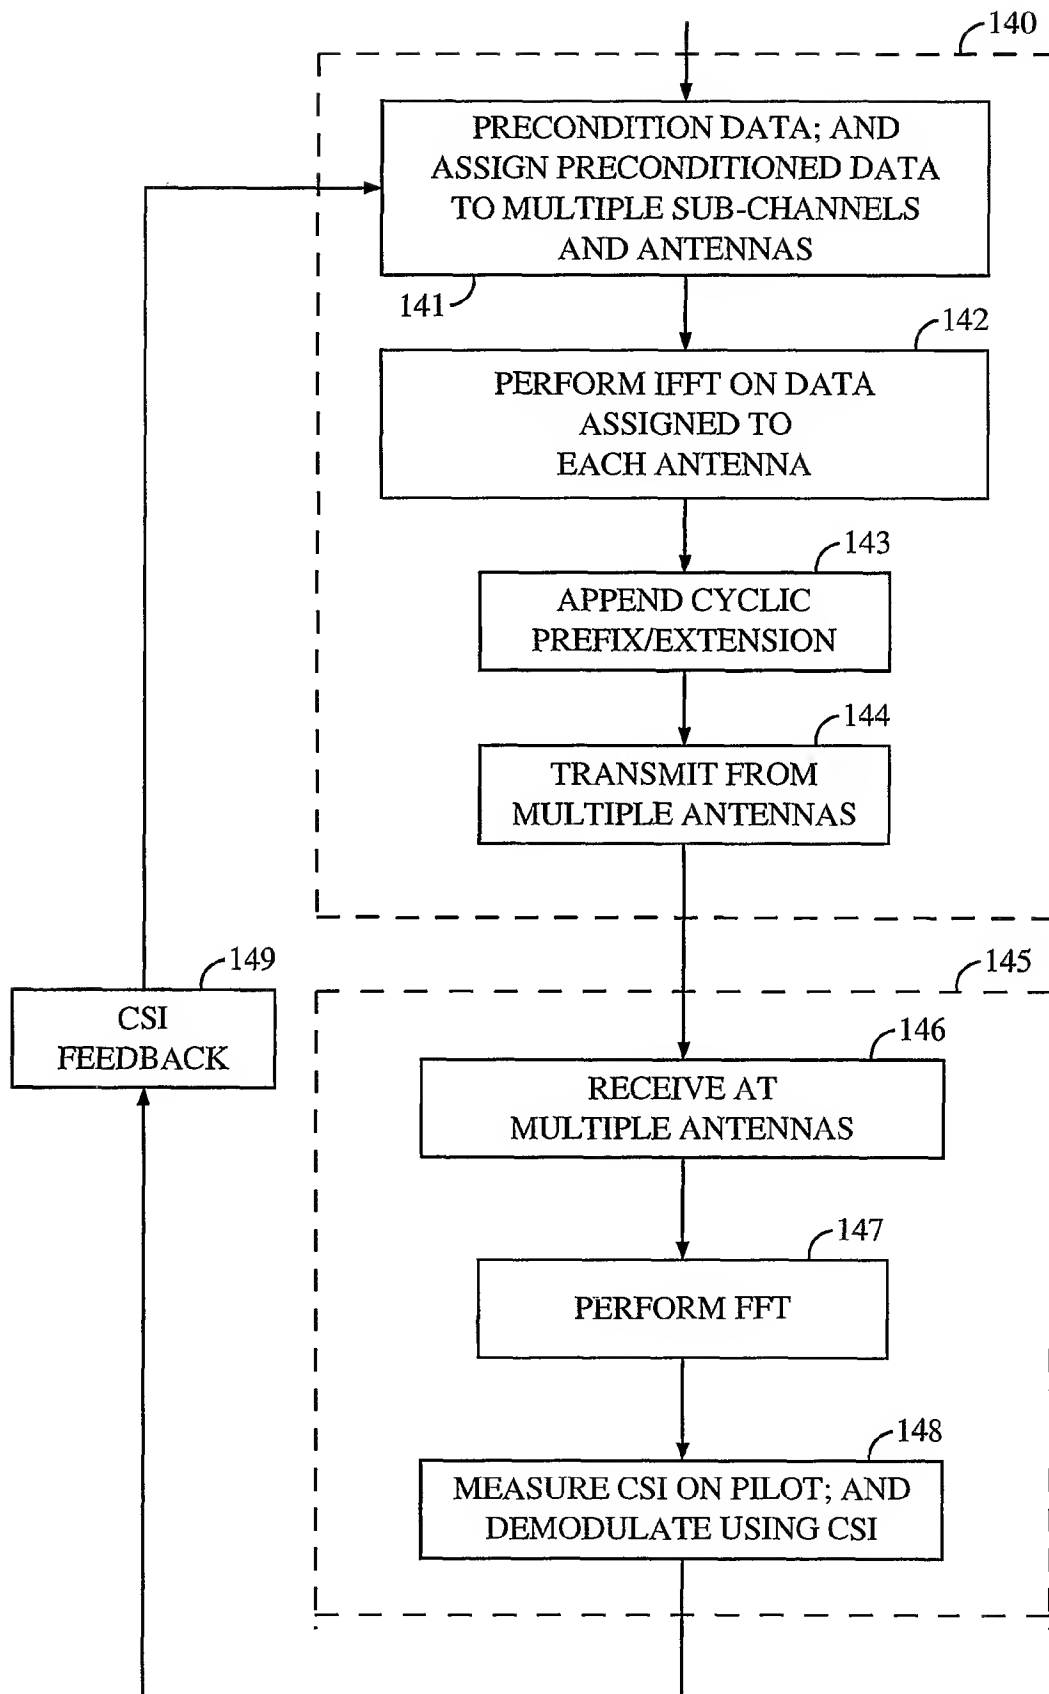 140
PRECONDITION DATA; AND
ASSIGN PRECONDITIONED DATA
TO MULTIPLE SUB-CHANNELS
AND ANTENNAS
141
142
PERFORM IFFT ON DATA
ASSIGNED TO
EACH ANTENNA
143
APPEND CYCLIC
PREFIX/EXTENSION
144
TRANSMIT FROM
MULTIPLE ANTENNAS
149
CSI
FEEDBACK
145
146
RECEIVE AT
MULTIPLE ANTENNAS
147
PERFORM FFT
148
MEASURE CSI ON PILOT; AND
DEMODULATE USING CSI